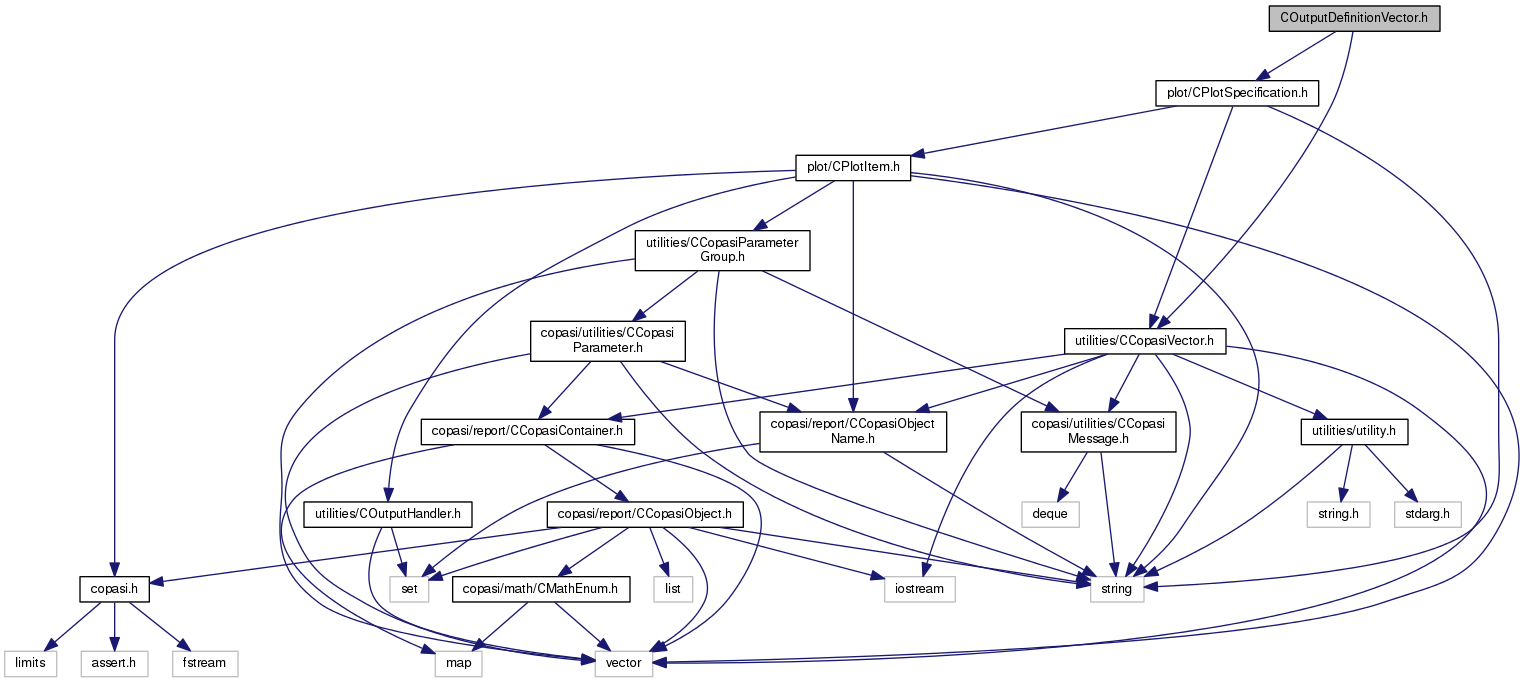 COutputDefinitionVector.h
plot/CPlotSpecification.h
plot/CPlotItem.h
utilities/CCopasiParameter
Group.h
copasi/utilities/CCopasi
Parameter.h
utilities/CCopasiVector.h
copasi/report/CCopasiContainer.h
copasi/report/CCopasiObject
Name.h
copasi/utilities/CCopasi
Message.h
utilities/utility.h
utilities/COutputHandler.h
copasi/report/CCopasiObject.h
deque
string.h
stdarg.h
copasi.h
set
copasi/math/CMathEnum.h
list
iostream
string
limits
assert.h
fstream
map
vector